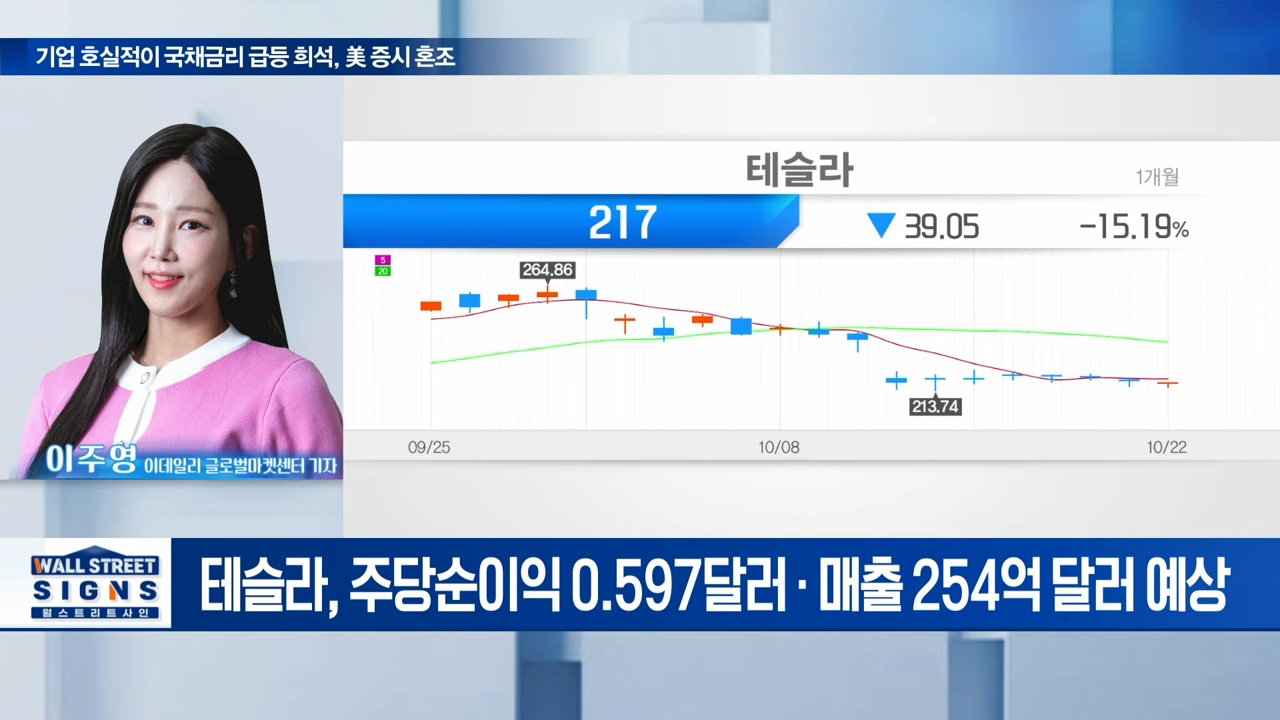 기업 호실적이 국채금리 급등 희석, 美 증시 혼조
테슬라
1개월
217 ▼ 39.05 -15.19%
5
20
264.86
213.74
09/25 10/08 10/22
이주영 이데일리 글로벌마켓센터 기자
WALL STREET
SIGNS
월스트리트사인
테슬라, 주당순이익 0.597달러·매출 254억 달러 예상